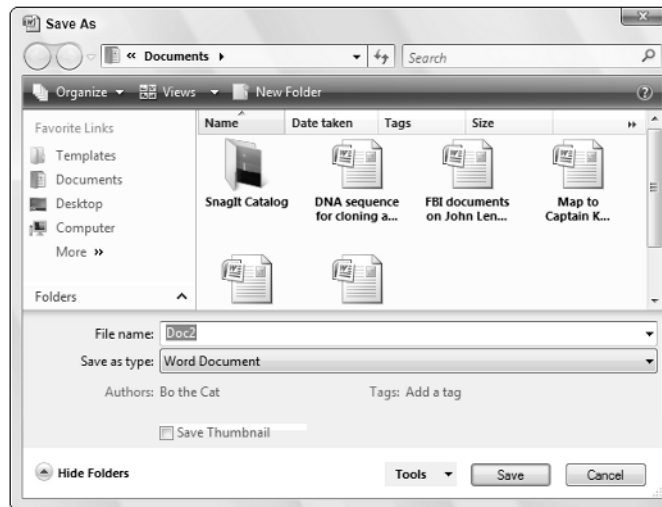 Save As
« Documents
Search
Organize Views New Folder
Favorite Links
Templates
Documents
Desktop
Computer
More »
Folders
Name Date taken Tags Size »
SnagIt Catalog
DNA sequence
for cloning a...
FBI documents
on John Len...
Map to
Captain K...
File name: Doc2
Save as type: Word Document
Authors: Bo the Cat Tags: Add a tag
Save Thumbnail
Hide Folders Tools Save Cancel